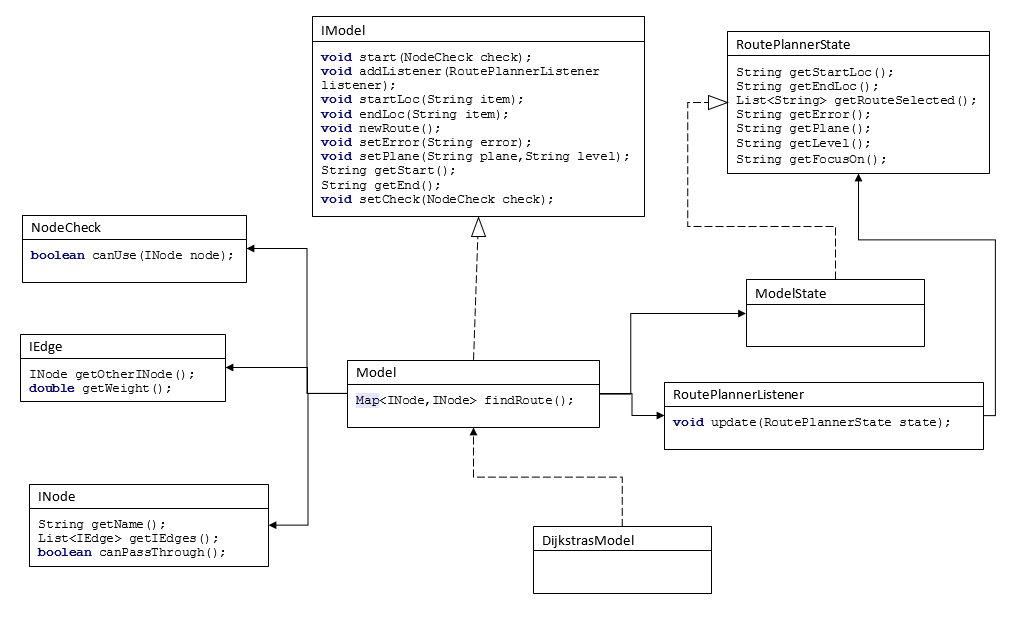 IModel
void start(NodeCheck check);
void addListener(RoutePlannerListener
listener);
void startLoc(String item);
void endLoc(String item);
void newRoute();
void setError(String error);
void setPlane(String plane,String level);
String getStart();
String getEnd();
void setCheck(NodeCheck check);
RoutePlannerState
String getStartLoc();
String getEndLoc();
List<String> getRouteSelected();
String getError();
String getPlane();
String getLevel();
String getFocusOn();
NodeCheck
boolean canUse(INode node);
ModelState
IEdge
INode getOtherINode();
double getWeight();
Model
Map<INode,INode> findRoute();
RoutePlannerListener
void update(RoutePlannerState state);
INode
String getName();
List<IEdge> getIEdges();
boolean canPassThrough();
DijkstrasModel